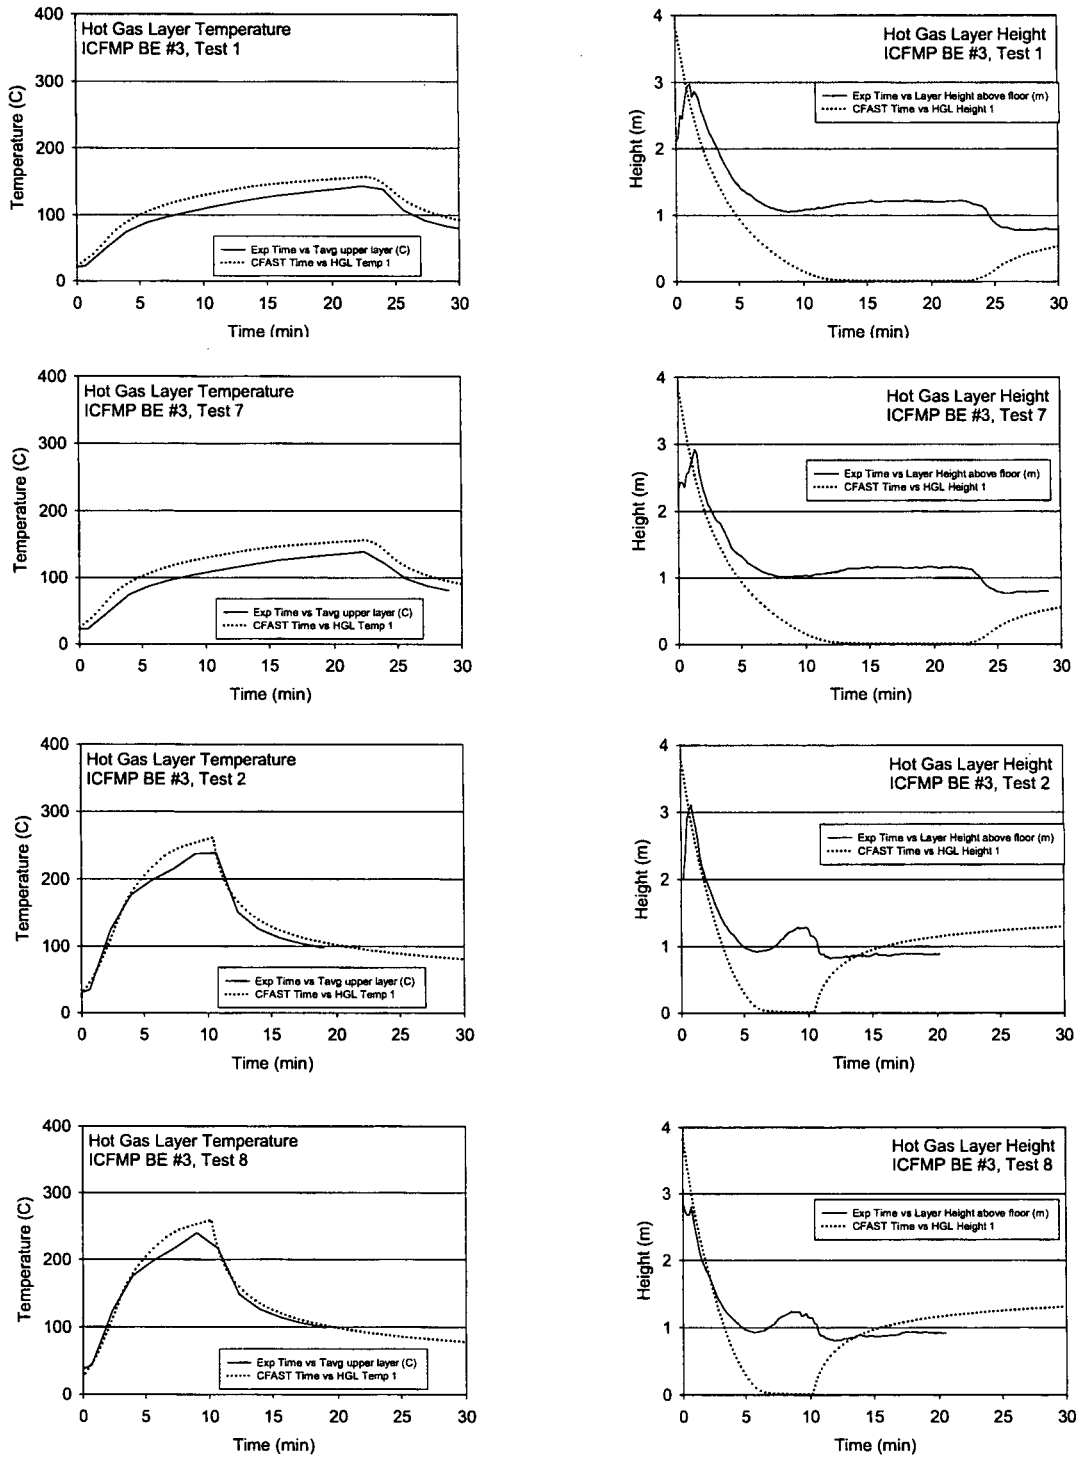 Hot Gas Layer Temperature
ICFMP BE #3, Test 1
Temperature (C)
400
300
200
100
0
Exp Time vs Tavg upper layer (C)
CFAST Time vs HGL Temp 1
0 5 10 15 20 25 30
Time (min)
Hot Gas Layer Height
ICFMP BE #3, Test 1
Height (m)
4
3
2
1
0
Exp Time vs Layer Height above floor (m)
CFAST Time vs HGL Height 1
0 5 10 15 20 25 30
Time (min)
Hot Gas Layer Temperature
ICFMP BE #3, Test 7
Temperature (C)
400
300
200
100
0
Exp Time vs Tavg upper layer (C)
CFAST Time vs HGL Temp 1
0 5 10 15 20 25 30
Time (min)
Hot Gas Layer Height
ICFMP BE #3, Test 7
Height (m)
4
3
2
1
0
Exp Time vs Layer Height above floor (m)
CFAST Time vs HGL Height 1
0 5 10 15 20 25 30
Time (min)
Hot Gas Layer Temperature
ICFMP BE #3, Test 2
Temperature (C)
400
300
200
100
0
Exp Time vs Tavg upper layer (C)
CFAST Time vs HGL Temp 1
0 5 10 15 20 25 30
Time (min)
Hot Gas Layer Height
ICFMP BE #3, Test 2
Height (m)
4
3
2
1
0
Exp Time vs Layer Height above floor (m)
CFAST Time vs HGL Height 1
0 5 10 15 20 25 30
Time (min)
Hot Gas Layer Temperature
ICFMP BE #3, Test 8
Temperature (C)
400
300
200
100
0
Exp Time vs Tavg upper layer (C)
CFAST Time vs HGL Temp 1
0 5 10 15 20 25 30
Time (min)
Hot Gas Layer Height
ICFMP BE #3, Test 8
Height (m)
4
3
2
1
0
Exp Time vs Layer Height above floor (m)
CFAST Time vs HGL Height 1
0 5 10 15 20 25 30
Time (min)